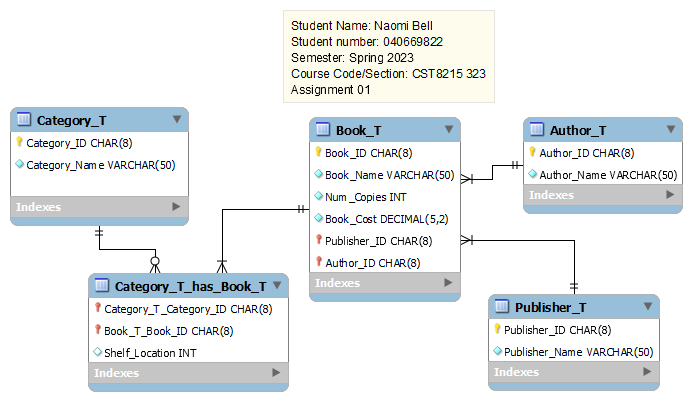 Student Name: Naomi Bell
Student number: 040669822
Semester: Spring 2023
Course Code/Section: CST8215 323
Assignment 01
Category_T
Category_ID CHAR(8)
Category_Name VARCHAR(50)
Indexes
Book_T
Book_ID CHAR(8)
Book_Name VARCHAR(50)
Num_Copies INT
Book_Cost DECIMAL(5,2)
Publisher_ID CHAR(8)
Author_ID CHAR(8)
Indexes
Author_T
Author_ID CHAR(8)
Author_Name VARCHAR(50)
Indexes
Category_T_has_Book_T
Category_T_Category_ID CHAR(8)
Book_T_Book_ID CHAR(8)
Shelf_Location INT
Indexes
Publisher_T
Publisher_ID CHAR(8)
Publisher_Name VARCHAR(50)
Indexes